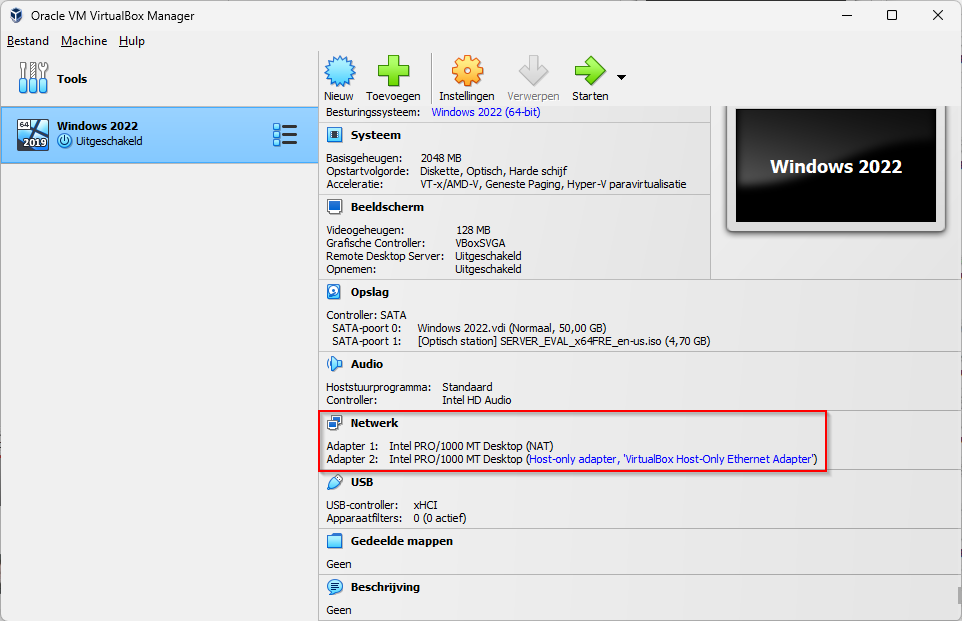 Oracle VM VirtualBox Manager
Bestand Machine Hulp
Tools
Nieuw Toevoegen Instellingen Verwerpen Starten
64
2019
Windows 2022
Uitgeschakeld
Besturingssysteem: Windows 2022 (64-bit)
Systeem
Basisgeheugen: 2048 MB
Opstartvolgorde: Diskette, Optisch, Harde schijf
Acceleratie: VT-x/AMD-V, Geneste Paging, Hyper-V paravirtualisatie
Windows 2022
Beeldscherm
Videogeheugen: 128 MB
Grafische Controller: VBoxSVGA
Remote Desktop Server: Uitgeschakeld
Opnemen: Uitgeschakeld
Opslag
Controller: SATA
SATA-poort 0: Windows 2022.vdi (Normaal, 50,00 GB)
SATA-poort 1: [Optisch station] SERVER_EVAL_x64FRE_en-us.iso (4,70 GB)
Audio
Hoststuurprogramma: Standaard
Controller: Intel HD Audio
Netwerk
Adapter 1: Intel PRO/1000 MT Desktop (NAT)
Adapter 2: Intel PRO/1000 MT Desktop (Host-only adapter, 'VirtualBox Host-Only Ethernet Adapter')
USB
USB-controller: xHCI
Apparaatfilters: 0 (0 actief)
Gedeelde mappen
Geen
Beschrijving
Geen